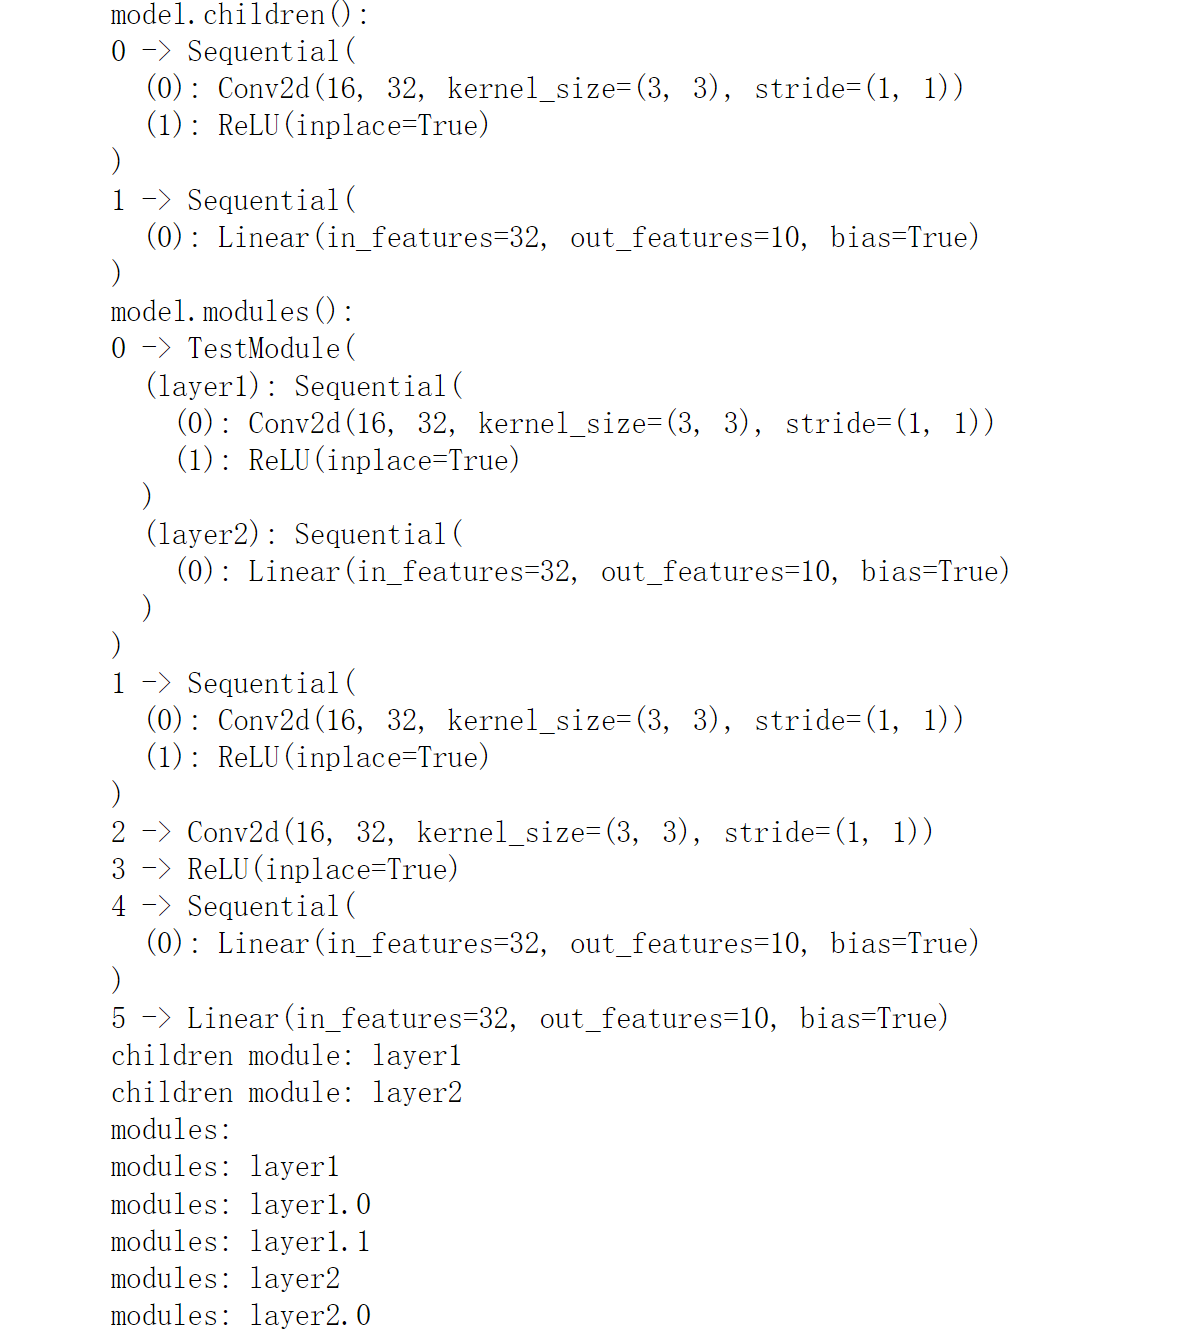 model.children():
0 -> Sequential(
  (0): Conv2d(16, 32, kernel_size=(3, 3), stride=(1, 1))
  (1): ReLU(inplace=True)
)
1 -> Sequential(
  (0): Linear(in_features=32, out_features=10, bias=True)
)
model.modules():
0 -> TestModule(
  (layer1): Sequential(
    (0): Conv2d(16, 32, kernel_size=(3, 3), stride=(1, 1))
    (1): ReLU(inplace=True)
  )
  (layer2): Sequential(
    (0): Linear(in_features=32, out_features=10, bias=True)
  )
)
1 -> Sequential(
  (0): Conv2d(16, 32, kernel_size=(3, 3), stride=(1, 1))
  (1): ReLU(inplace=True)
)
2 -> Conv2d(16, 32, kernel_size=(3, 3), stride=(1, 1))
3 -> ReLU(inplace=True)
4 -> Sequential(
  (0): Linear(in_features=32, out_features=10, bias=True)
)
5 -> Linear(in_features=32, out_features=10, bias=True)
children module: layer1
children module: layer2
modules:
modules: layer1
modules: layer1.0
modules: layer1.1
modules: layer2
modules: layer2.0